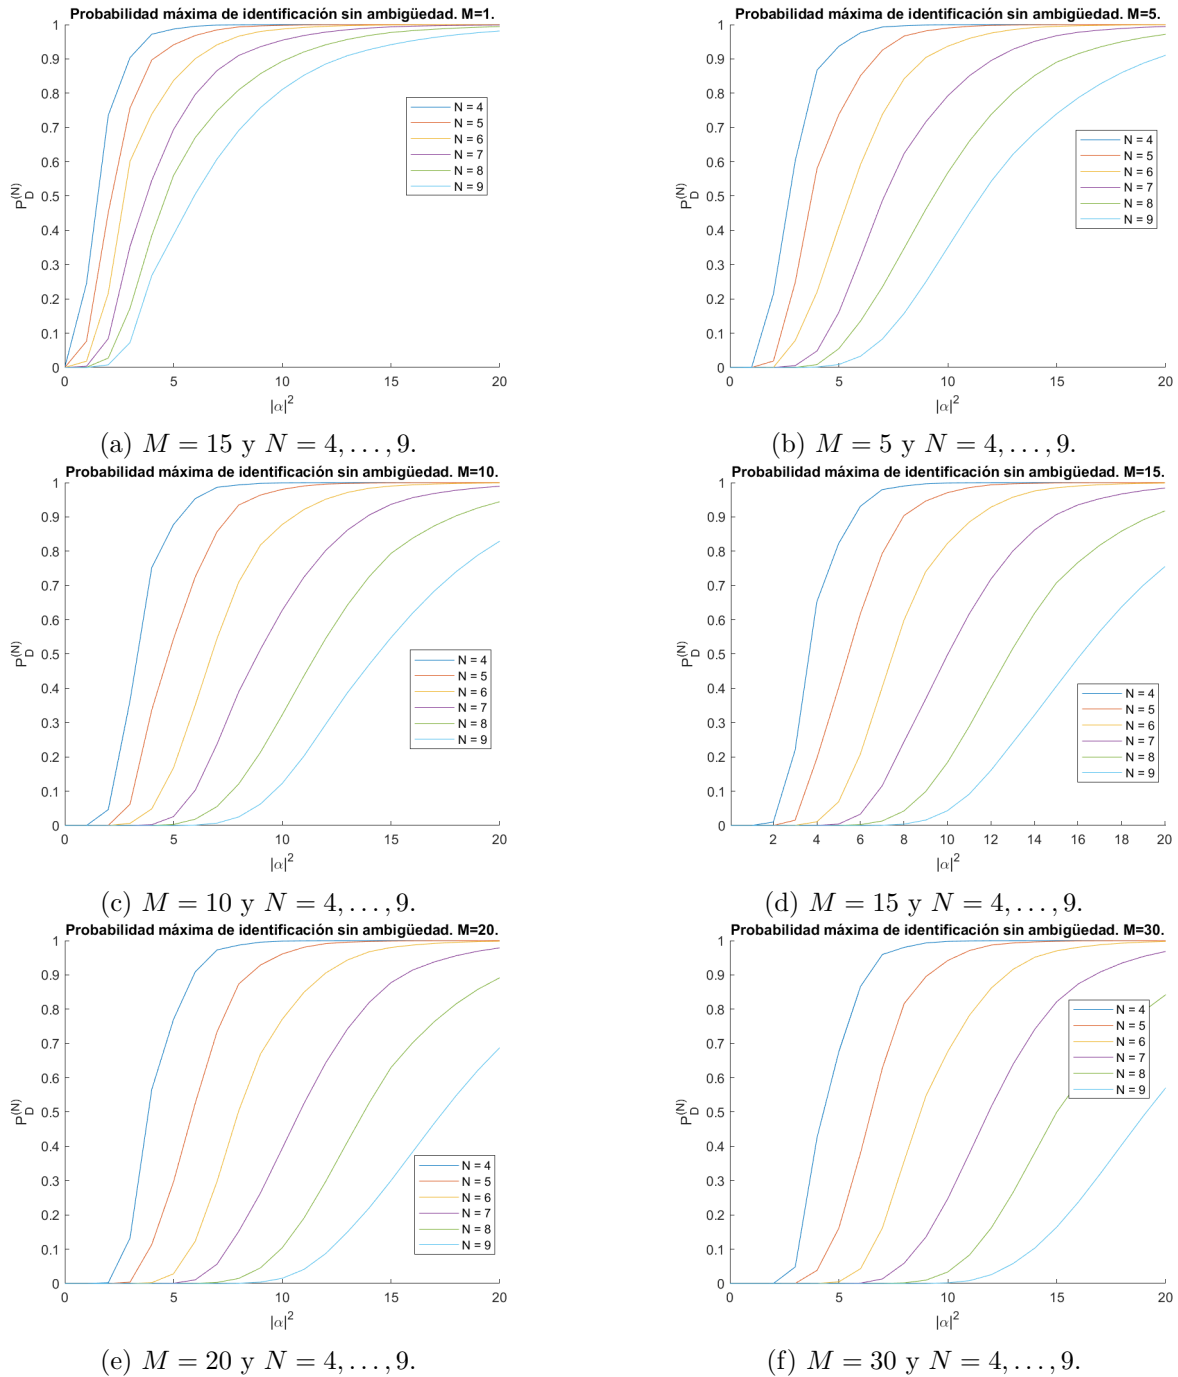 Probabilidad máxima de identificación sin ambigüedad. M=1.
1
0.9
0.8
0.7
0.6
0.5
0.4
0.3
0.2
0.1
0
P_D^(N)
N = 4
N = 5
N = 6
N = 7
N = 8
N = 9
0 5 10 15 20
|α|^2
(a) M = 15 y N = 4, . . . , 9.
Probabilidad máxima de identificación sin ambigüedad. M=5.
1
0.9
0.8
0.7
0.6
0.5
0.4
0.3
0.2
0.1
0
P_D^(N)
N = 4
N = 5
N = 6
N = 7
N = 8
N = 9
0 5 10 15 20
|α|^2
(b) M = 5 y N = 4, . . . , 9.
Probabilidad máxima de identificación sin ambigüedad. M=10.
1
0.9
0.8
0.7
0.6
0.5
0.4
0.3
0.2
0.1
0
P_D^(N)
N = 4
N = 5
N = 6
N = 7
N = 8
N = 9
0 5 10 15 20
|α|^2
(c) M = 10 y N = 4, . . . , 9.
Probabilidad máxima de identificación sin ambigüedad. M=15.
1
0.9
0.8
0.7
0.6
0.5
0.4
0.3
0.2
0.1
0
P_D^(N)
N = 4
N = 5
N = 6
N = 7
N = 8
N = 9
2 4 6 8 10 12 14 16 18 20
|α|^2
(d) M = 15 y N = 4, . . . , 9.
Probabilidad máxima de identificación sin ambigüedad. M=20.
1
0.9
0.8
0.7
0.6
0.5
0.4
0.3
0.2
0.1
0
P_D^(N)
N = 4
N = 5
N = 6
N = 7
N = 8
N = 9
0 5 10 15 20
|α|^2
(e) M = 20 y N = 4, . . . , 9.
Probabilidad máxima de identificación sin ambigüedad. M=30.
1
0.9
0.8
0.7
0.6
0.5
0.4
0.3
0.2
0.1
0
P_D^(N)
N = 4
N = 5
N = 6
N = 7
N = 8
N = 9
0 5 10 15 20
|α|^2
(f) M = 30 y N = 4, . . . , 9.